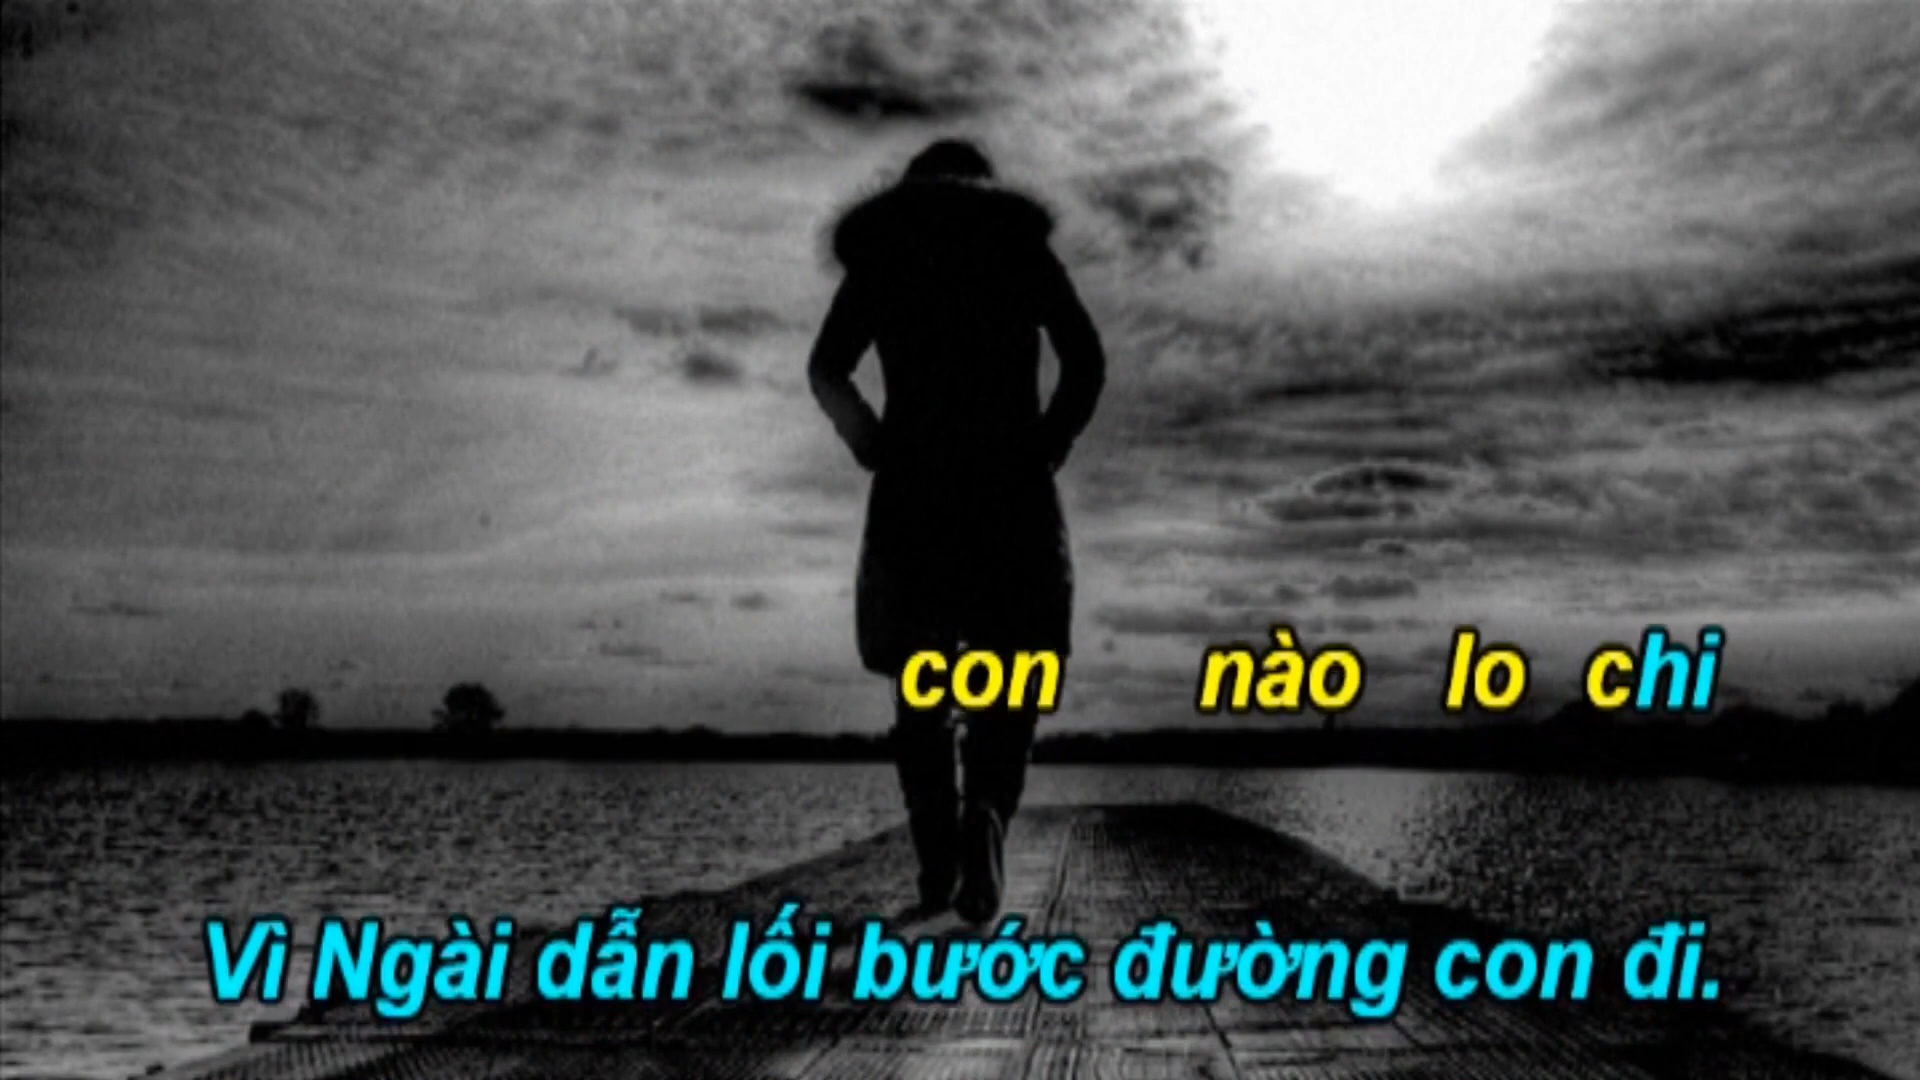 con nào lo chi
Vì Ngài dẫn lối bước đường con đi.